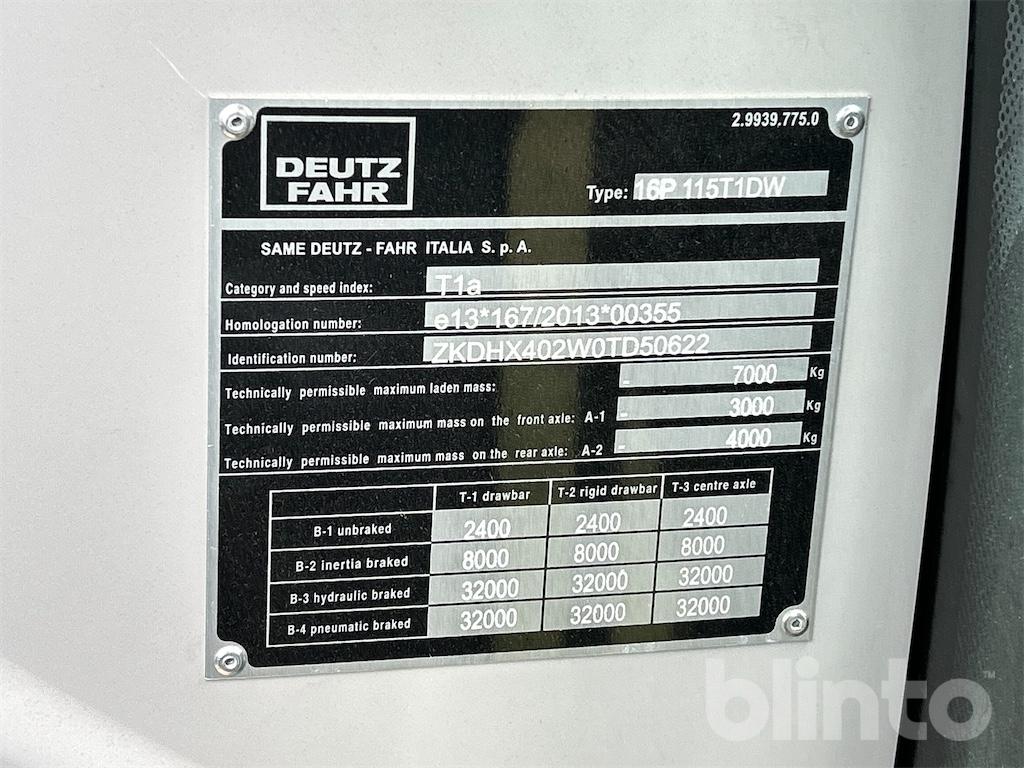 DEUTZ
FAHR
2.9939.775.0
Type: 16P 115T1DW
SAME DEUTZ - FAHR ITALIA S. p. A.
Category and speed index: T1a
Homologation number: e13*167/2013*00355
Identification number: ZKDHX402W0TD50622
Technically permissible maximum laden mass: - 7000 Kg
Technically permissible maximum mass on the front axle: A-1 - 3000 Kg
Technically permissible maximum mass on the rear axle: A-2 - 4000 Kg
T-1 drawbar T-2 rigid drawbar T-3 centre axle
B-1 unbraked 2400 2400 2400
B-2 inertia braked 8000 8000 8000
B-3 hydraulic braked 32000 32000 32000
B-4 pneumatic braked 32000 32000 32000
blinto™